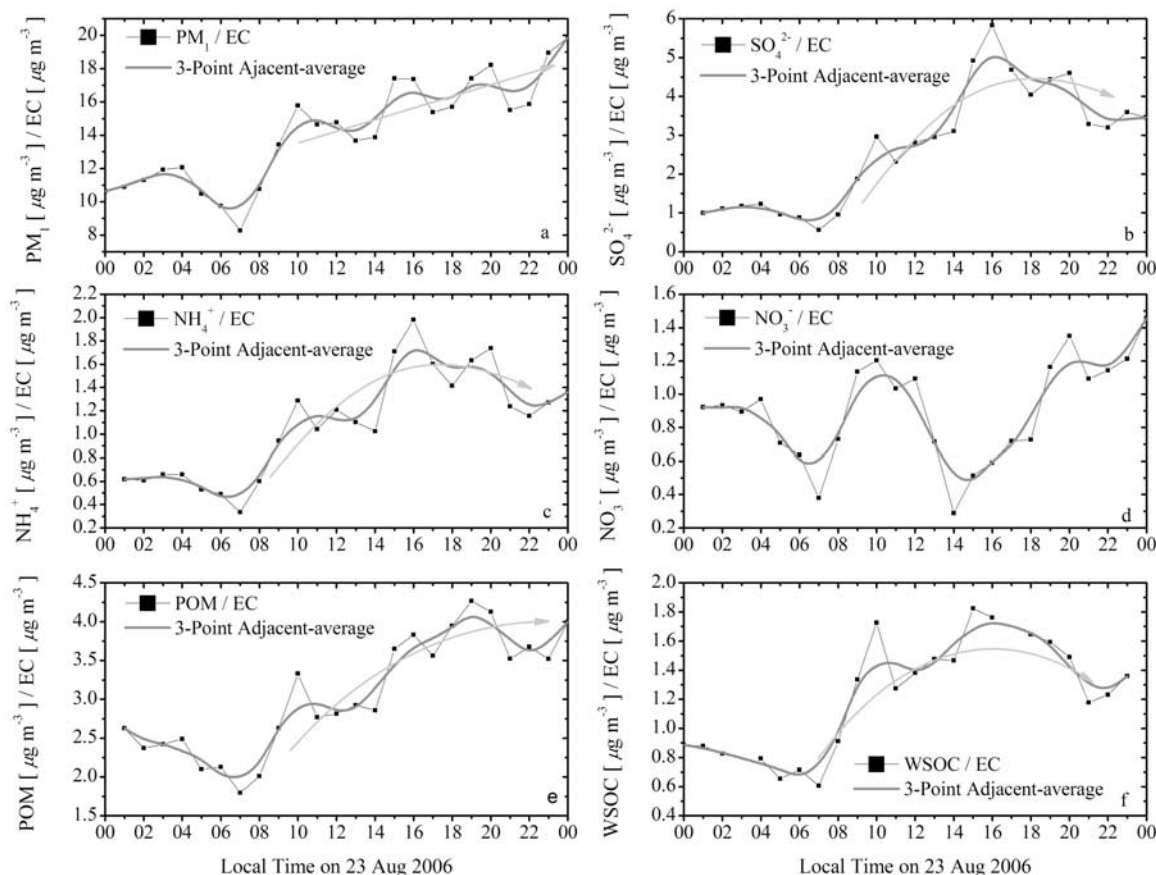 PM₁ / EC
3-Point Ajacent-average
PM₁ [ μg m⁻³ ] / EC [ μg m⁻³ ]
20
18
16
14
12
10
8
a
00 02 04 06 08 10 12 14 16 18 20 22 00
SO₄²⁻ / EC
3-Point Adjacent-average
SO₄²⁻ [ μg m⁻³ ] / EC [ μg m⁻³ ]
6
5
4
3
2
1
0
b
00 02 04 06 08 10 12 14 16 18 20 22 00
NH₄⁺ / EC
3-Point Adjacent-average
NH₄⁺ [ μg m⁻³ ] / EC [ μg m⁻³ ]
2.2
2.0
1.8
1.6
1.4
1.2
1.0
0.8
0.6
0.4
0.2
c
00 02 04 06 08 10 12 14 16 18 20 22 00
NO₃⁻ / EC
3-Point Adjacent-average
NO₃⁻ [ μg m⁻³ ] / EC [ μg m⁻³ ]
1.6
1.4
1.2
1.0
0.8
0.6
0.4
0.2
d
00 02 04 06 08 10 12 14 16 18 20 22 00
POM / EC
3-Point Adjacent-average
POM [ μg m⁻³ ] / EC [ μg m⁻³ ]
4.5
4.0
3.5
3.0
2.5
2.0
1.5
e
00 02 04 06 08 10 12 14 16 18 20 22 00
Local Time on 23 Aug 2006
WSOC [ μg m⁻³ ] / EC [ μg m⁻³ ]
2.0
1.8
1.6
1.4
1.2
1.0
0.8
0.6
0.4
WSOC / EC
3-Point Adjacent-average
f
00 02 04 06 08 10 12 14 16 18 20 22 00
Local Time on 23 Aug 2006